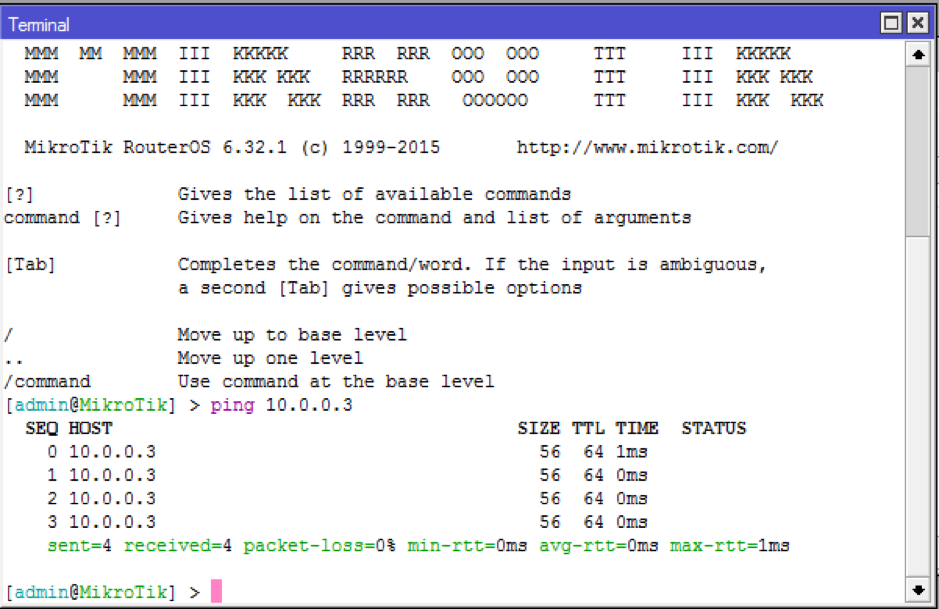 Terminal
MMM  MM  MMM  III  KKKKK     RRR  RRR  OOO  OOO     TTT     III  KKKKK
MMM      MMM  III  KKK KKK   RRRRRR    OOO  OOO     TTT     III  KKK KKK
MMM      MMM  III  KKK  KKK  RRR  RRR   OOOOOO      TTT     III  KKK  KKK
MikroTik RouterOS 6.32.1 (c) 1999-2015       http://www.mikrotik.com/
[?]             Gives the list of available commands
command [?]     Gives help on the command and list of arguments
[Tab]           Completes the command/word. If the input is ambiguous,
a second [Tab] gives possible options
/               Move up to base level
..              Move up one level
/command        Use command at the base level
[admin@MikroTik] > ping 10.0.0.3
SEQ HOST                                     SIZE TTL TIME  STATUS
0 10.0.0.3                                   56  64 1ms
1 10.0.0.3                                   56  64 0ms
2 10.0.0.3                                   56  64 0ms
3 10.0.0.3                                   56  64 0ms
sent=4 received=4 packet-loss=0% min-rtt=0ms avg-rtt=0ms max-rtt=1ms
[admin@MikroTik] >